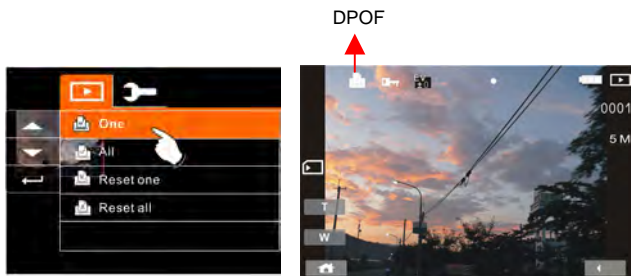 DPOF
One
All
Reset one
Reset all
0001
5 M
T
W